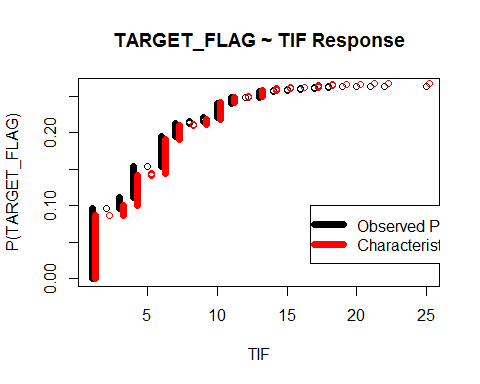 TARGET_FLAG ~ TIF Response
P(TARGET_FLAG)
0.20
0.10
0.00
Observed P
Characterist
5
10
15
20
25
TIF